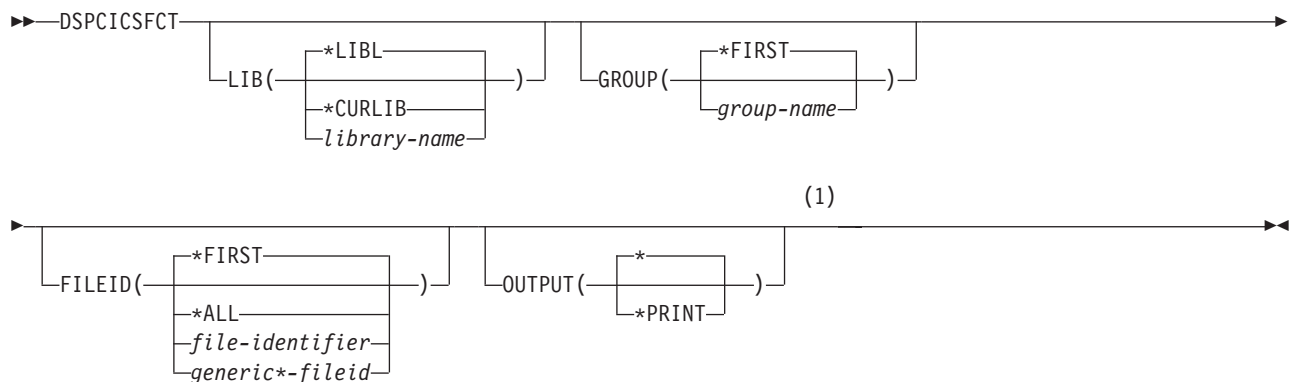 DSPCICSFCT
*LIBL
LIB( )
*CURLIB
library-name
*FIRST
GROUP( )
group-name
(1)
*FIRST
FILEID( )
*ALL
file-identifier
generic*-fileid
*
OUTPUT( )
*PRINT